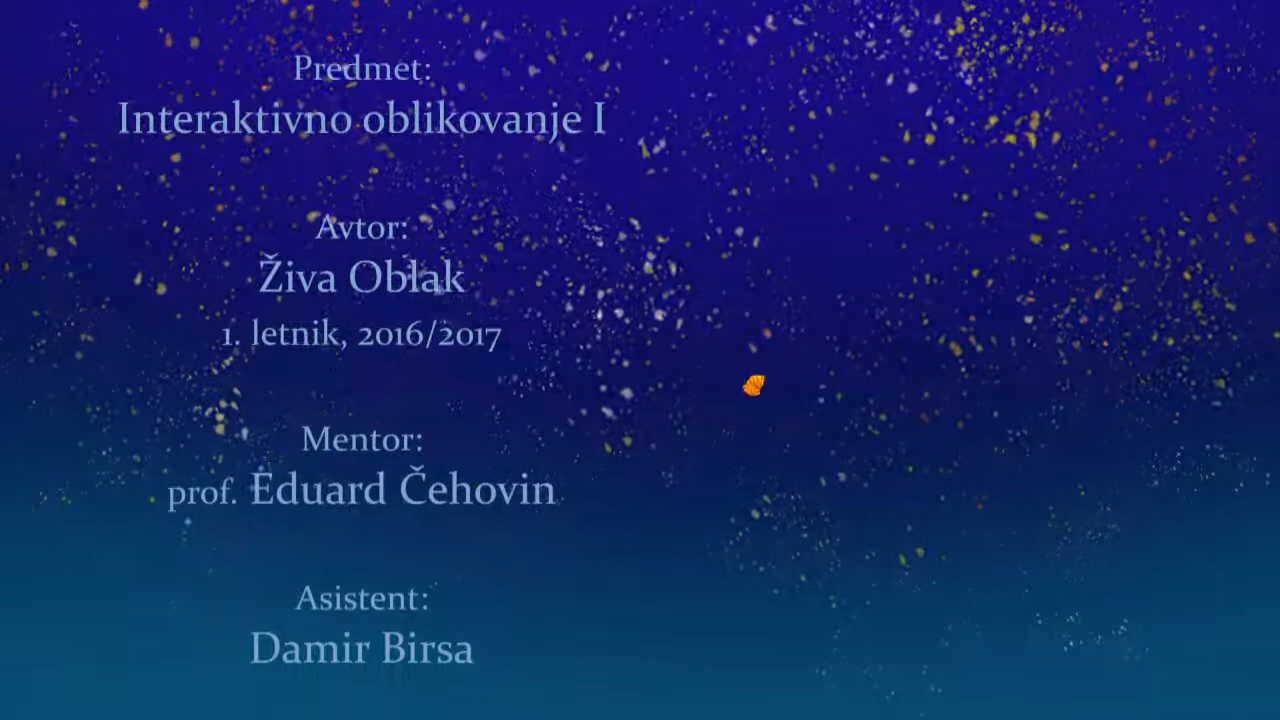 Predmet:
Interaktivno oblikovanje I
Avtor:
Živa Oblak
1. letnik, 2016/2017
Mentor:
prof. Eduard Čehovin
Asistent:
Damir Birsa